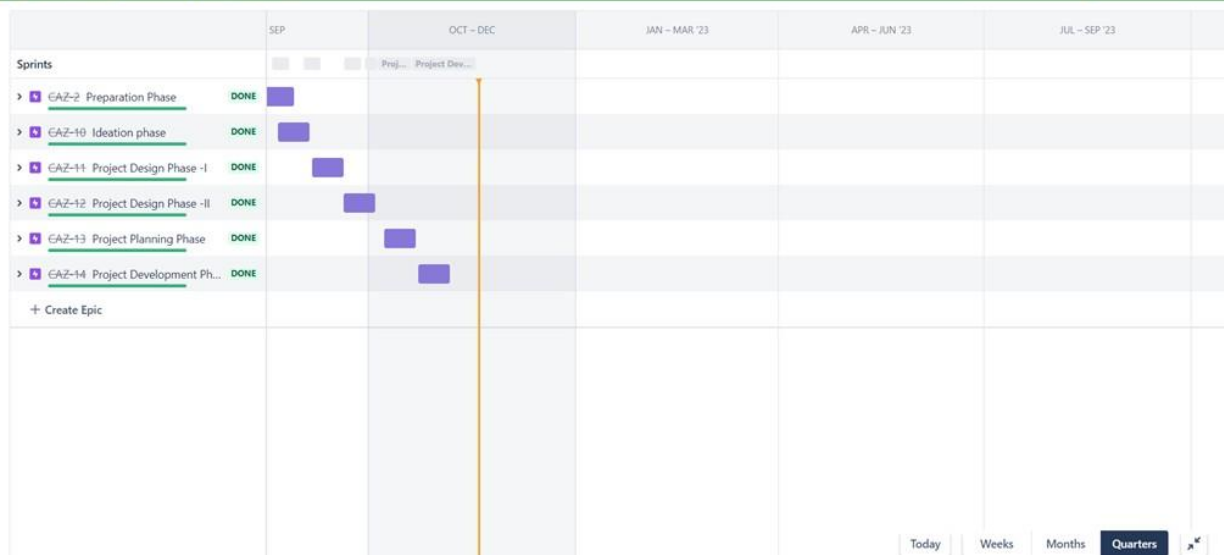 SEP OCT – DEC JAN – MAR '23 APR – JUN '23 JUL – SEP '23
Sprints Proj... Project Dev...
CAZ-2 Preparation Phase DONE
CAZ-10 Ideation phase DONE
CAZ-11 Project Design Phase -I DONE
CAZ-12 Project Design Phase -II DONE
CAZ-13 Project Planning Phase DONE
CAZ-14 Project Development Ph... DONE
+ Create Epic
Today Weeks Months Quarters